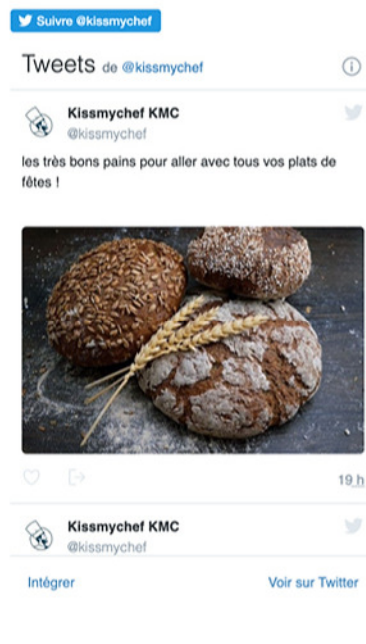 Suivre @kissmychef
Tweets de @kissmychef
Kissmychef KMC
@kissmychef
les très bons pains pour aller avec tous vos plats de
fêtes !
19 h
Kissmychef KMC
@kissmychef
Intégrer
Voir sur Twitter